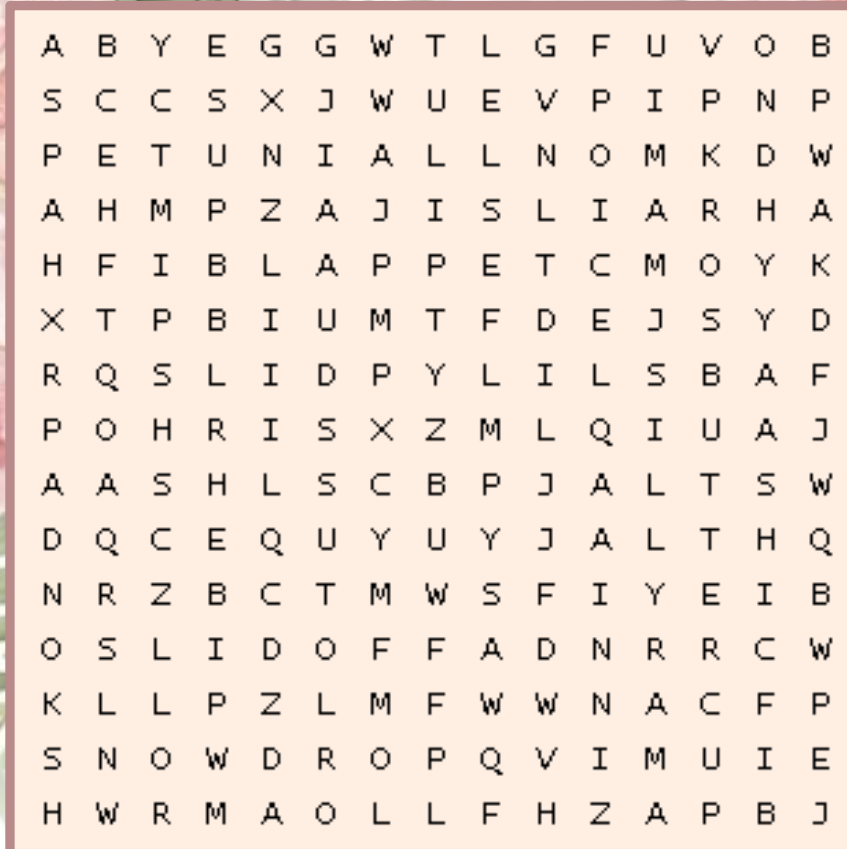 A B Y E G G W T L G F U V O B
S C C S X J W U E V P I P N P
P E T U N I A L L N O M K D W
A H M P Z A J I S L I A R H A
H F I B L A P P E T C M O Y K
X T P B I U M T F D E J S Y D
R Q S L I D P Y L I L S B A F
P O H R I S X Z M L Q I U A J
A A S H L S C B P J A L T S W
D Q C E Q U Y U Y J A L T H Q
N R Z B C T M W S F I Y E I B
O S L I D O F F A D N R R C W
K L L P Z L M F W W N A C F P
S N O W D R O P Q V I M U I E
H W R M A O L L F H Z A P B J